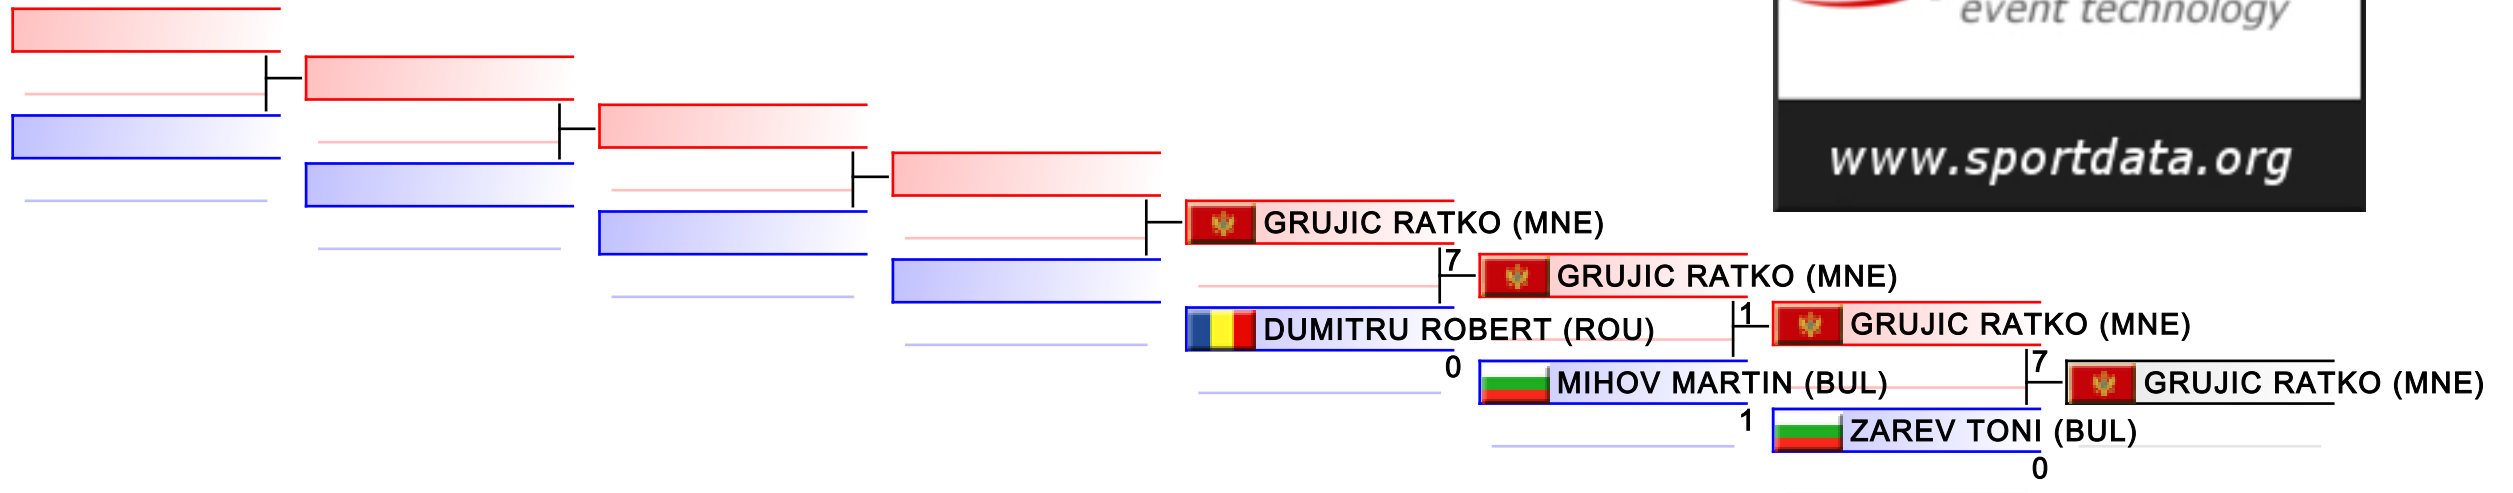 event technology
www.sportdata.org
GRUJIC RATKO (MNE)
7
GRUJIC RATKO (MNE)
DUMITRU ROBERT (ROU)
0
1
GRUJIC RATKO (MNE)
MIHOV MARTIN (BUL)
1
7
GRUJIC RATKO (MNE)
ZAREV TONI (BUL)
0